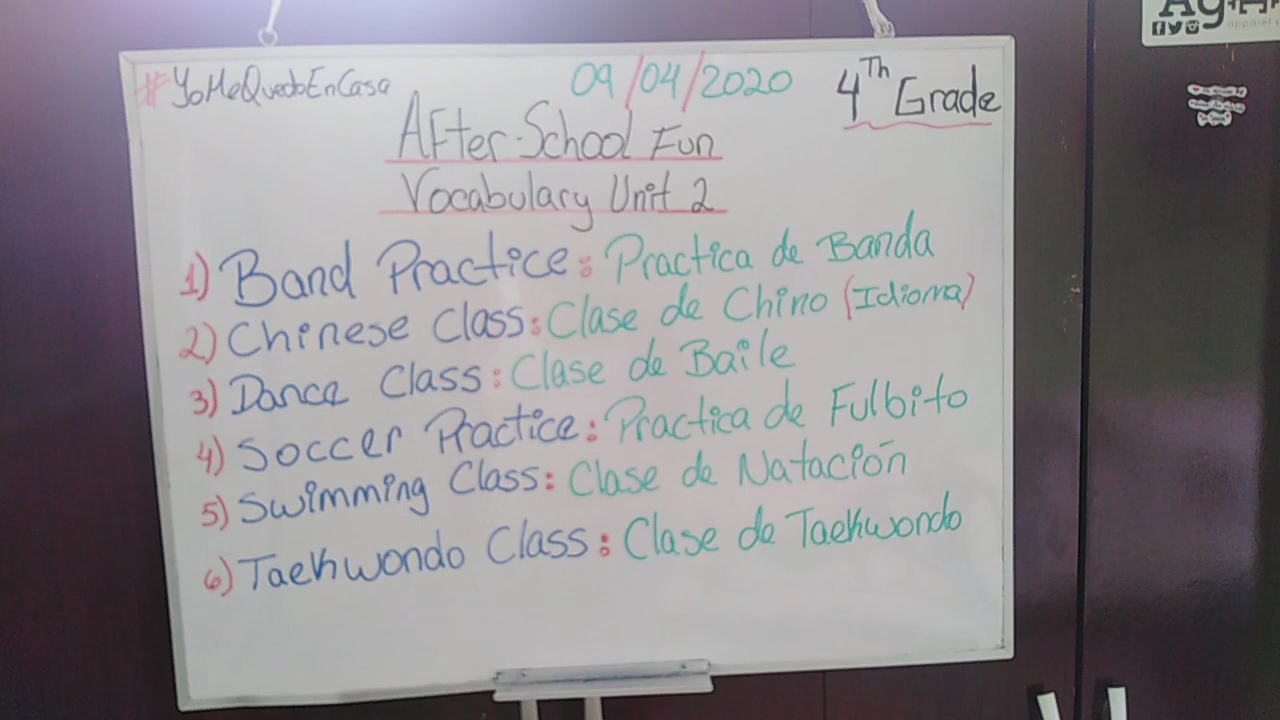 #YoMeQuedoEnCasa
09/04/2020
4Th Grade
After-School Fun
Vocabulary Unit 2
1) Band Practice: Practica de Banda
2) Chinese Class: Clase de Chino (Idioma)
3) Dance Class: Clase de Baile
4) Soccer Practice: Practica de Fulbito
5) Swimming Class: Clase de Natación
6) Taekwondo Class: Clase de Taekwondo